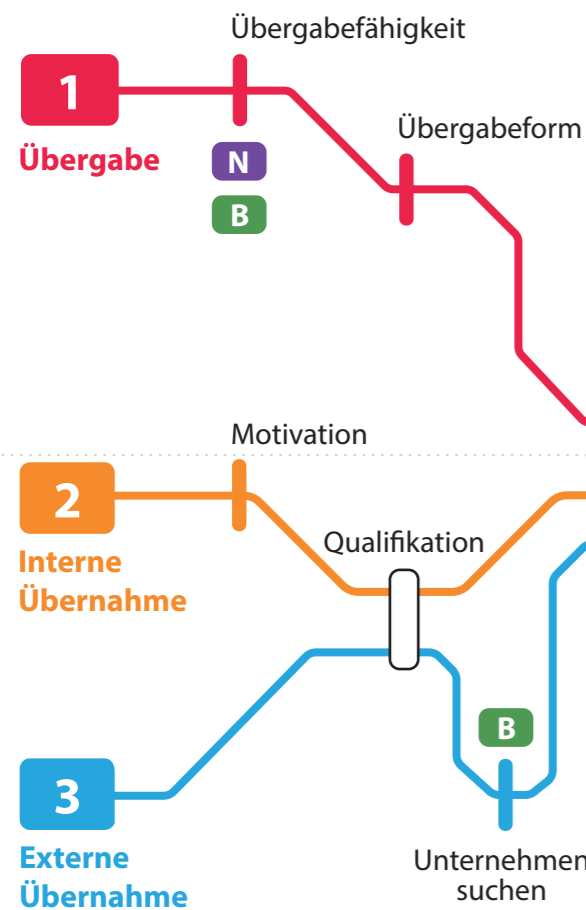 Übergabefähigkeit
1
Übergabe
N
B
Übergabeform
Motivation
2
Interne
Übernahme
Qualifikation
3
Externe
Übernahme
B
Unternehmen
suchen